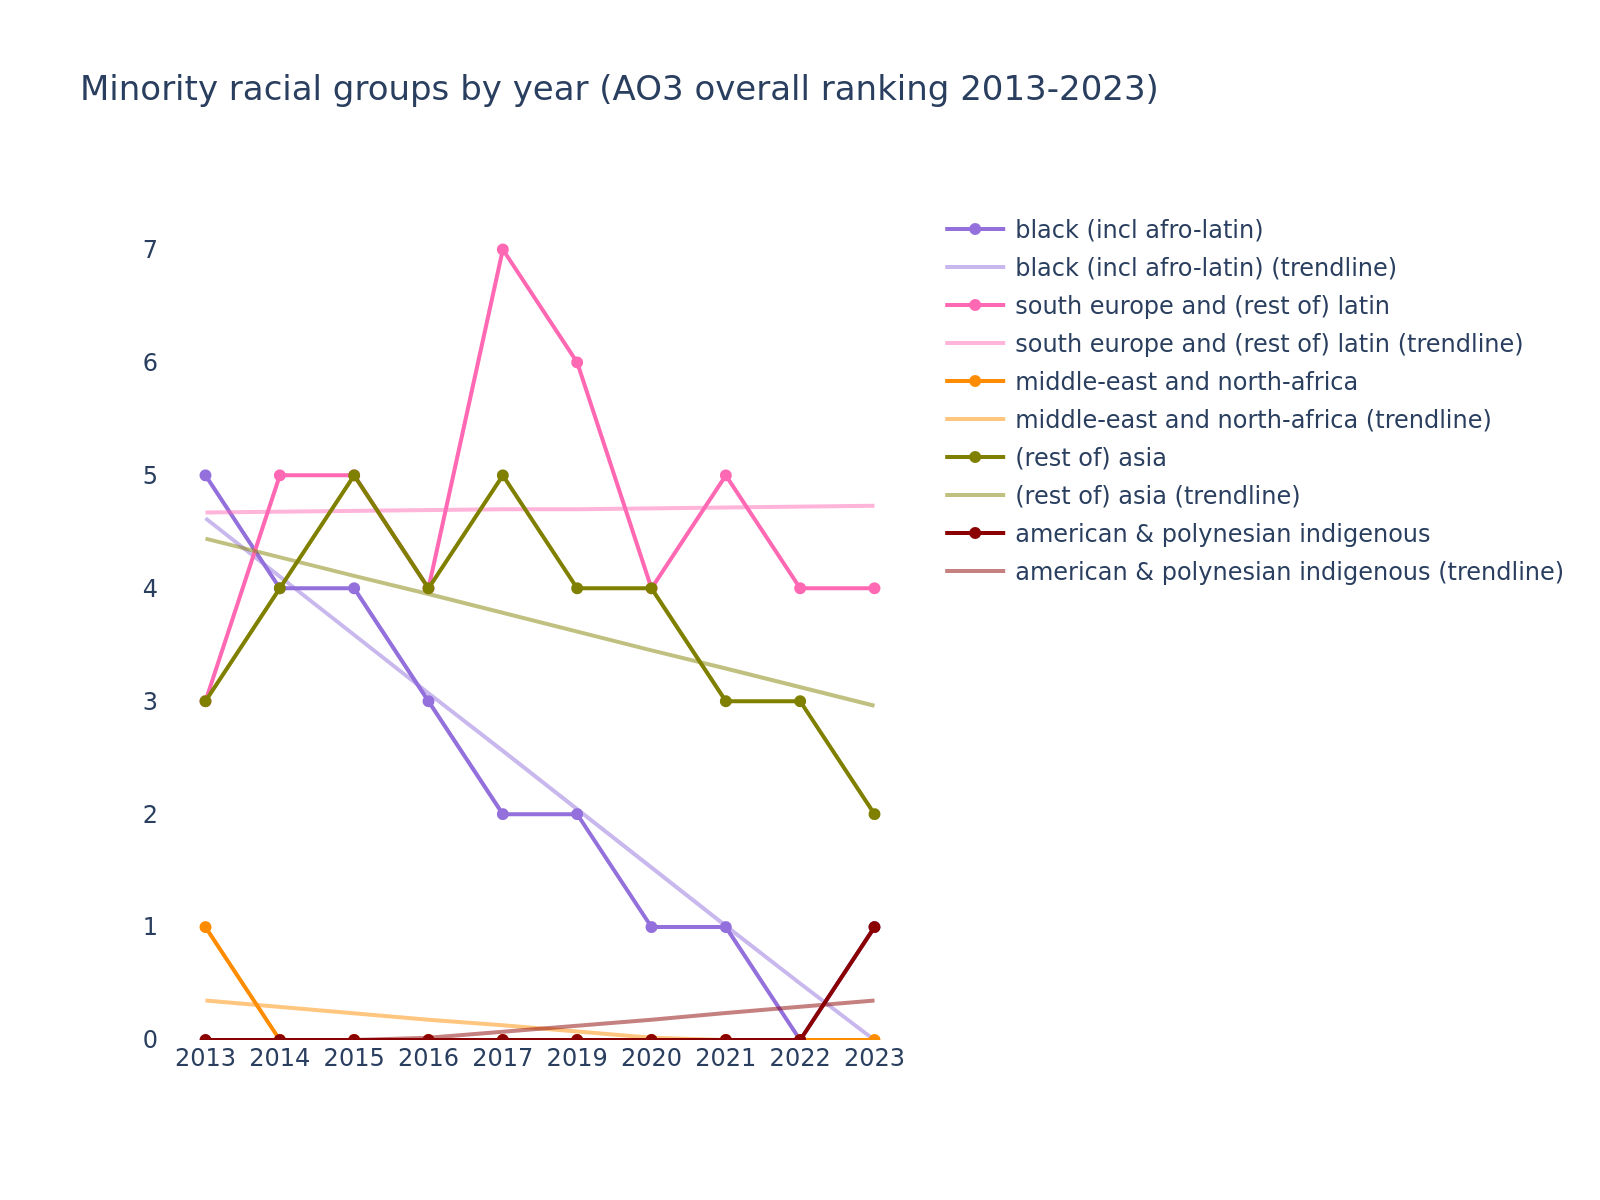 Minority racial groups by year (AO3 overall ranking 2013-2023)
black (incl afro-latin)
black (incl afro-latin) (trendline)
south europe and (rest of) latin
south europe and (rest of) latin (trendline)
middle-east and north-africa
middle-east and north-africa (trendline)
(rest of) asia
(rest of) asia (trendline)
american & polynesian indigenous
american & polynesian indigenous (trendline)
7
6
5
4
3
2
1
0
2013 2014 2015 2016 2017 2019 2020 2021 2022 2023